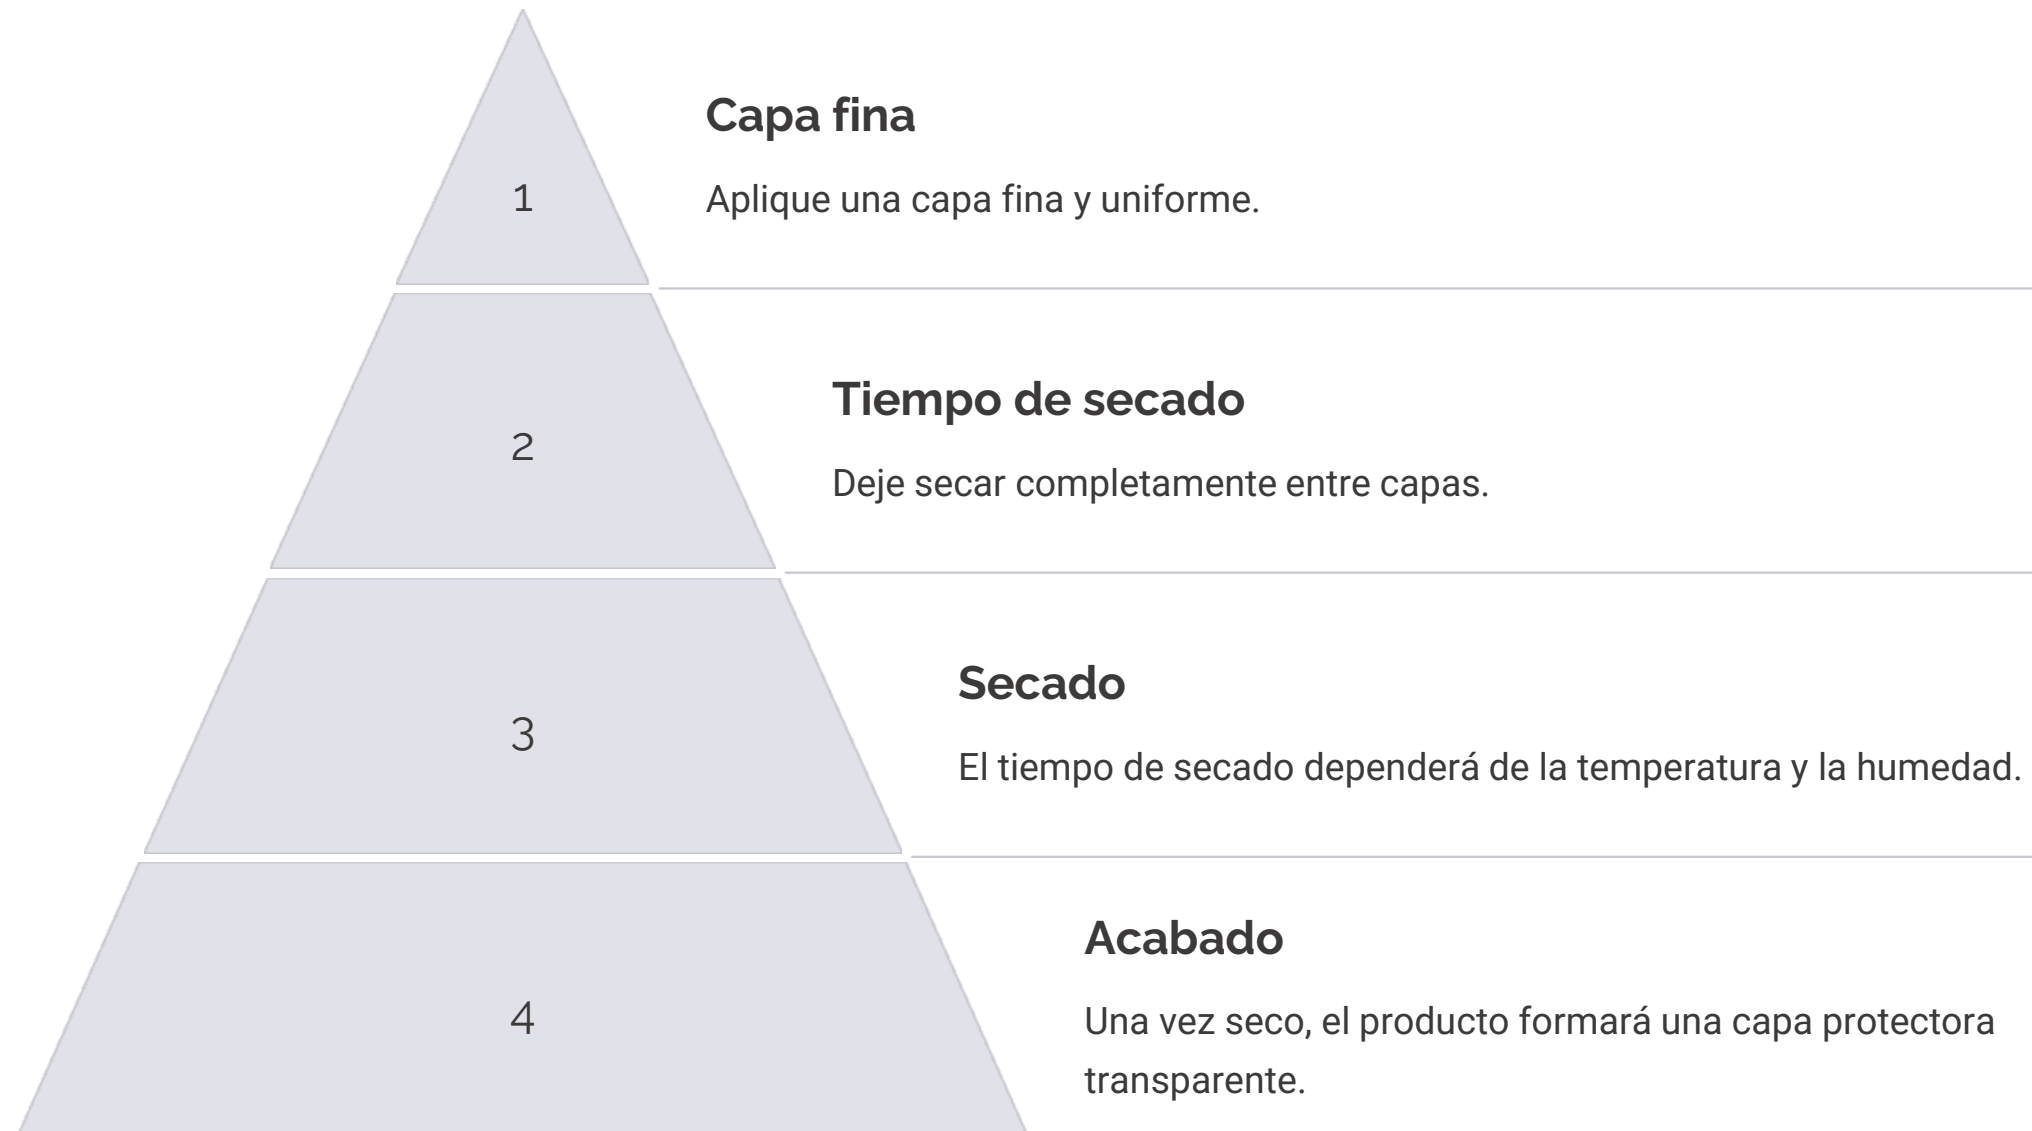 1
Capa fina
Aplique una capa fina y uniforme.
2
Tiempo de secado
Deje secar completamente entre capas.
3
Secado
El tiempo de secado dependerá de la temperatura y la humedad.
4
Acabado
Una vez seco, el producto formará una capa protectora
transparente.